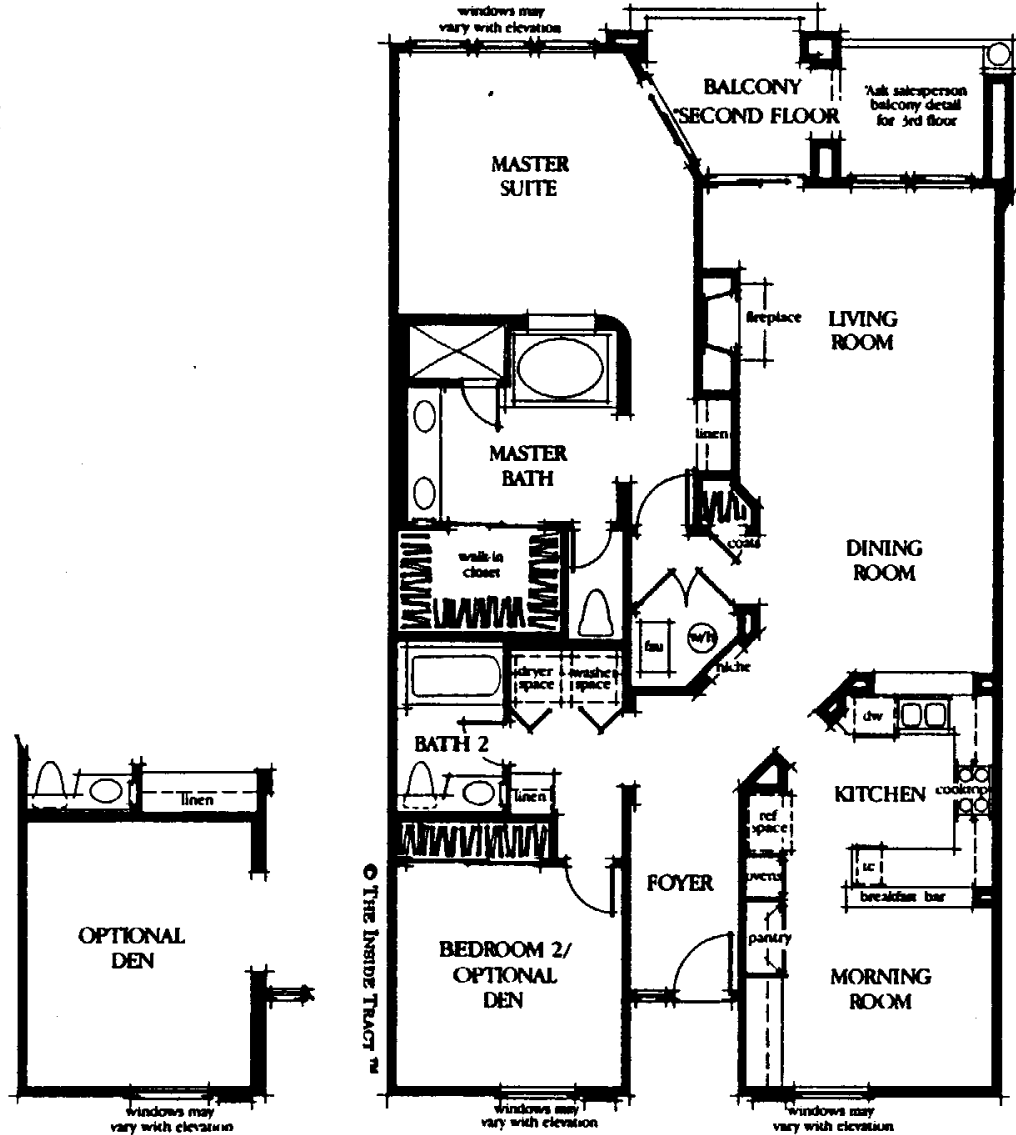 windows may
vary with elevation
BALCONY
*SECOND FLOOR
*Ask salesperson
balcony detail
for 3rd floor
MASTER
SUITE
fireplace
LIVING
ROOM
linen
MASTER
BATH
coats
walk-in
closet
DINING
ROOM
fau
w/h
niche
dryer
space
washer
space
dw
BATH 2
linen
linen
KITCHEN
cooktop
ref
space
ovens
tc
breakfast bar
FOYER
pantry
OPTIONAL
DEN
© THE INSIDE TRACT ™
BEDROOM 2/
OPTIONAL
DEN
MORNING
ROOM
windows may
vary with elevation
windows may
vary with elevation
windows may
vary with elevation